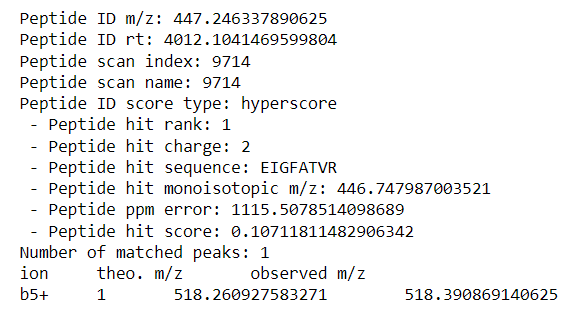 Peptide ID m/z: 447.246337890625
Peptide ID rt: 4012.1041469599804
Peptide scan index: 9714
Peptide scan name: 9714
Peptide ID score type: hyperscore
 - Peptide hit rank: 1
 - Peptide hit charge: 2
 - Peptide hit sequence: EIGFATVR
 - Peptide hit monoisotopic m/z: 446.747987003521
 - Peptide ppm error: 1115.5078514098689
 - Peptide hit score: 0.10711811482906342
Number of matched peaks: 1
ion     theo. m/z       observed m/z
b5+     1       518.260927583271        518.390869140625